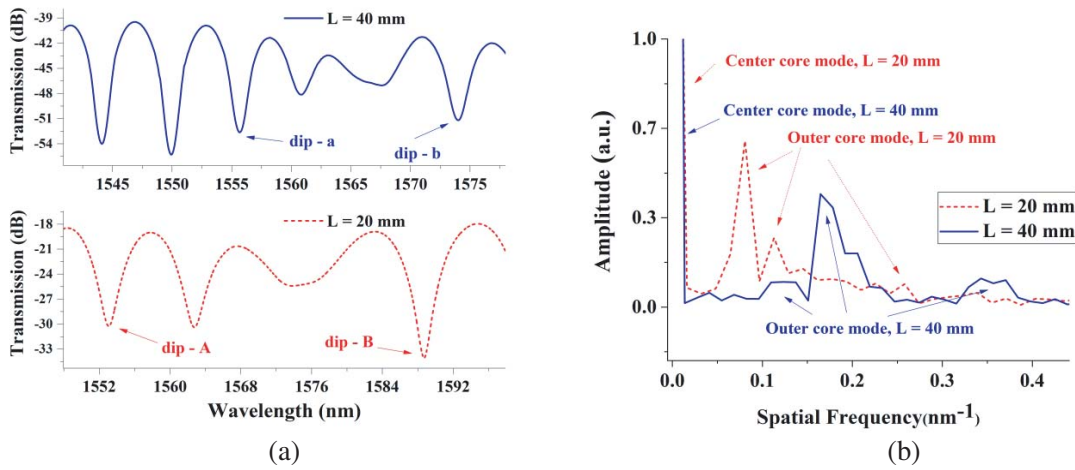 L = 40 mm
Transmission (dB)
-39
-42
-45
-48
-51
-54
dip - a
dip - b
1545 1550 1555 1560 1565 1570 1575
L = 20 mm
Transmission (dB)
-18
-21
-24
-27
-30
-33
dip - A
dip - B
1552 1560 1568 1576 1584 1592
Wavelength (nm)
(a)
Amplitude (a.u.)
1.0
0.7
0.3
0.0
Center core mode, L = 20 mm
Center core mode, L = 40 mm
Outer core mode, L = 20 mm
L = 20 mm
L = 40 mm
Outer core mode, L = 40 mm
0.0 0.1 0.2 0.3 0.4
Spatial Frequency(nm-1
(b)